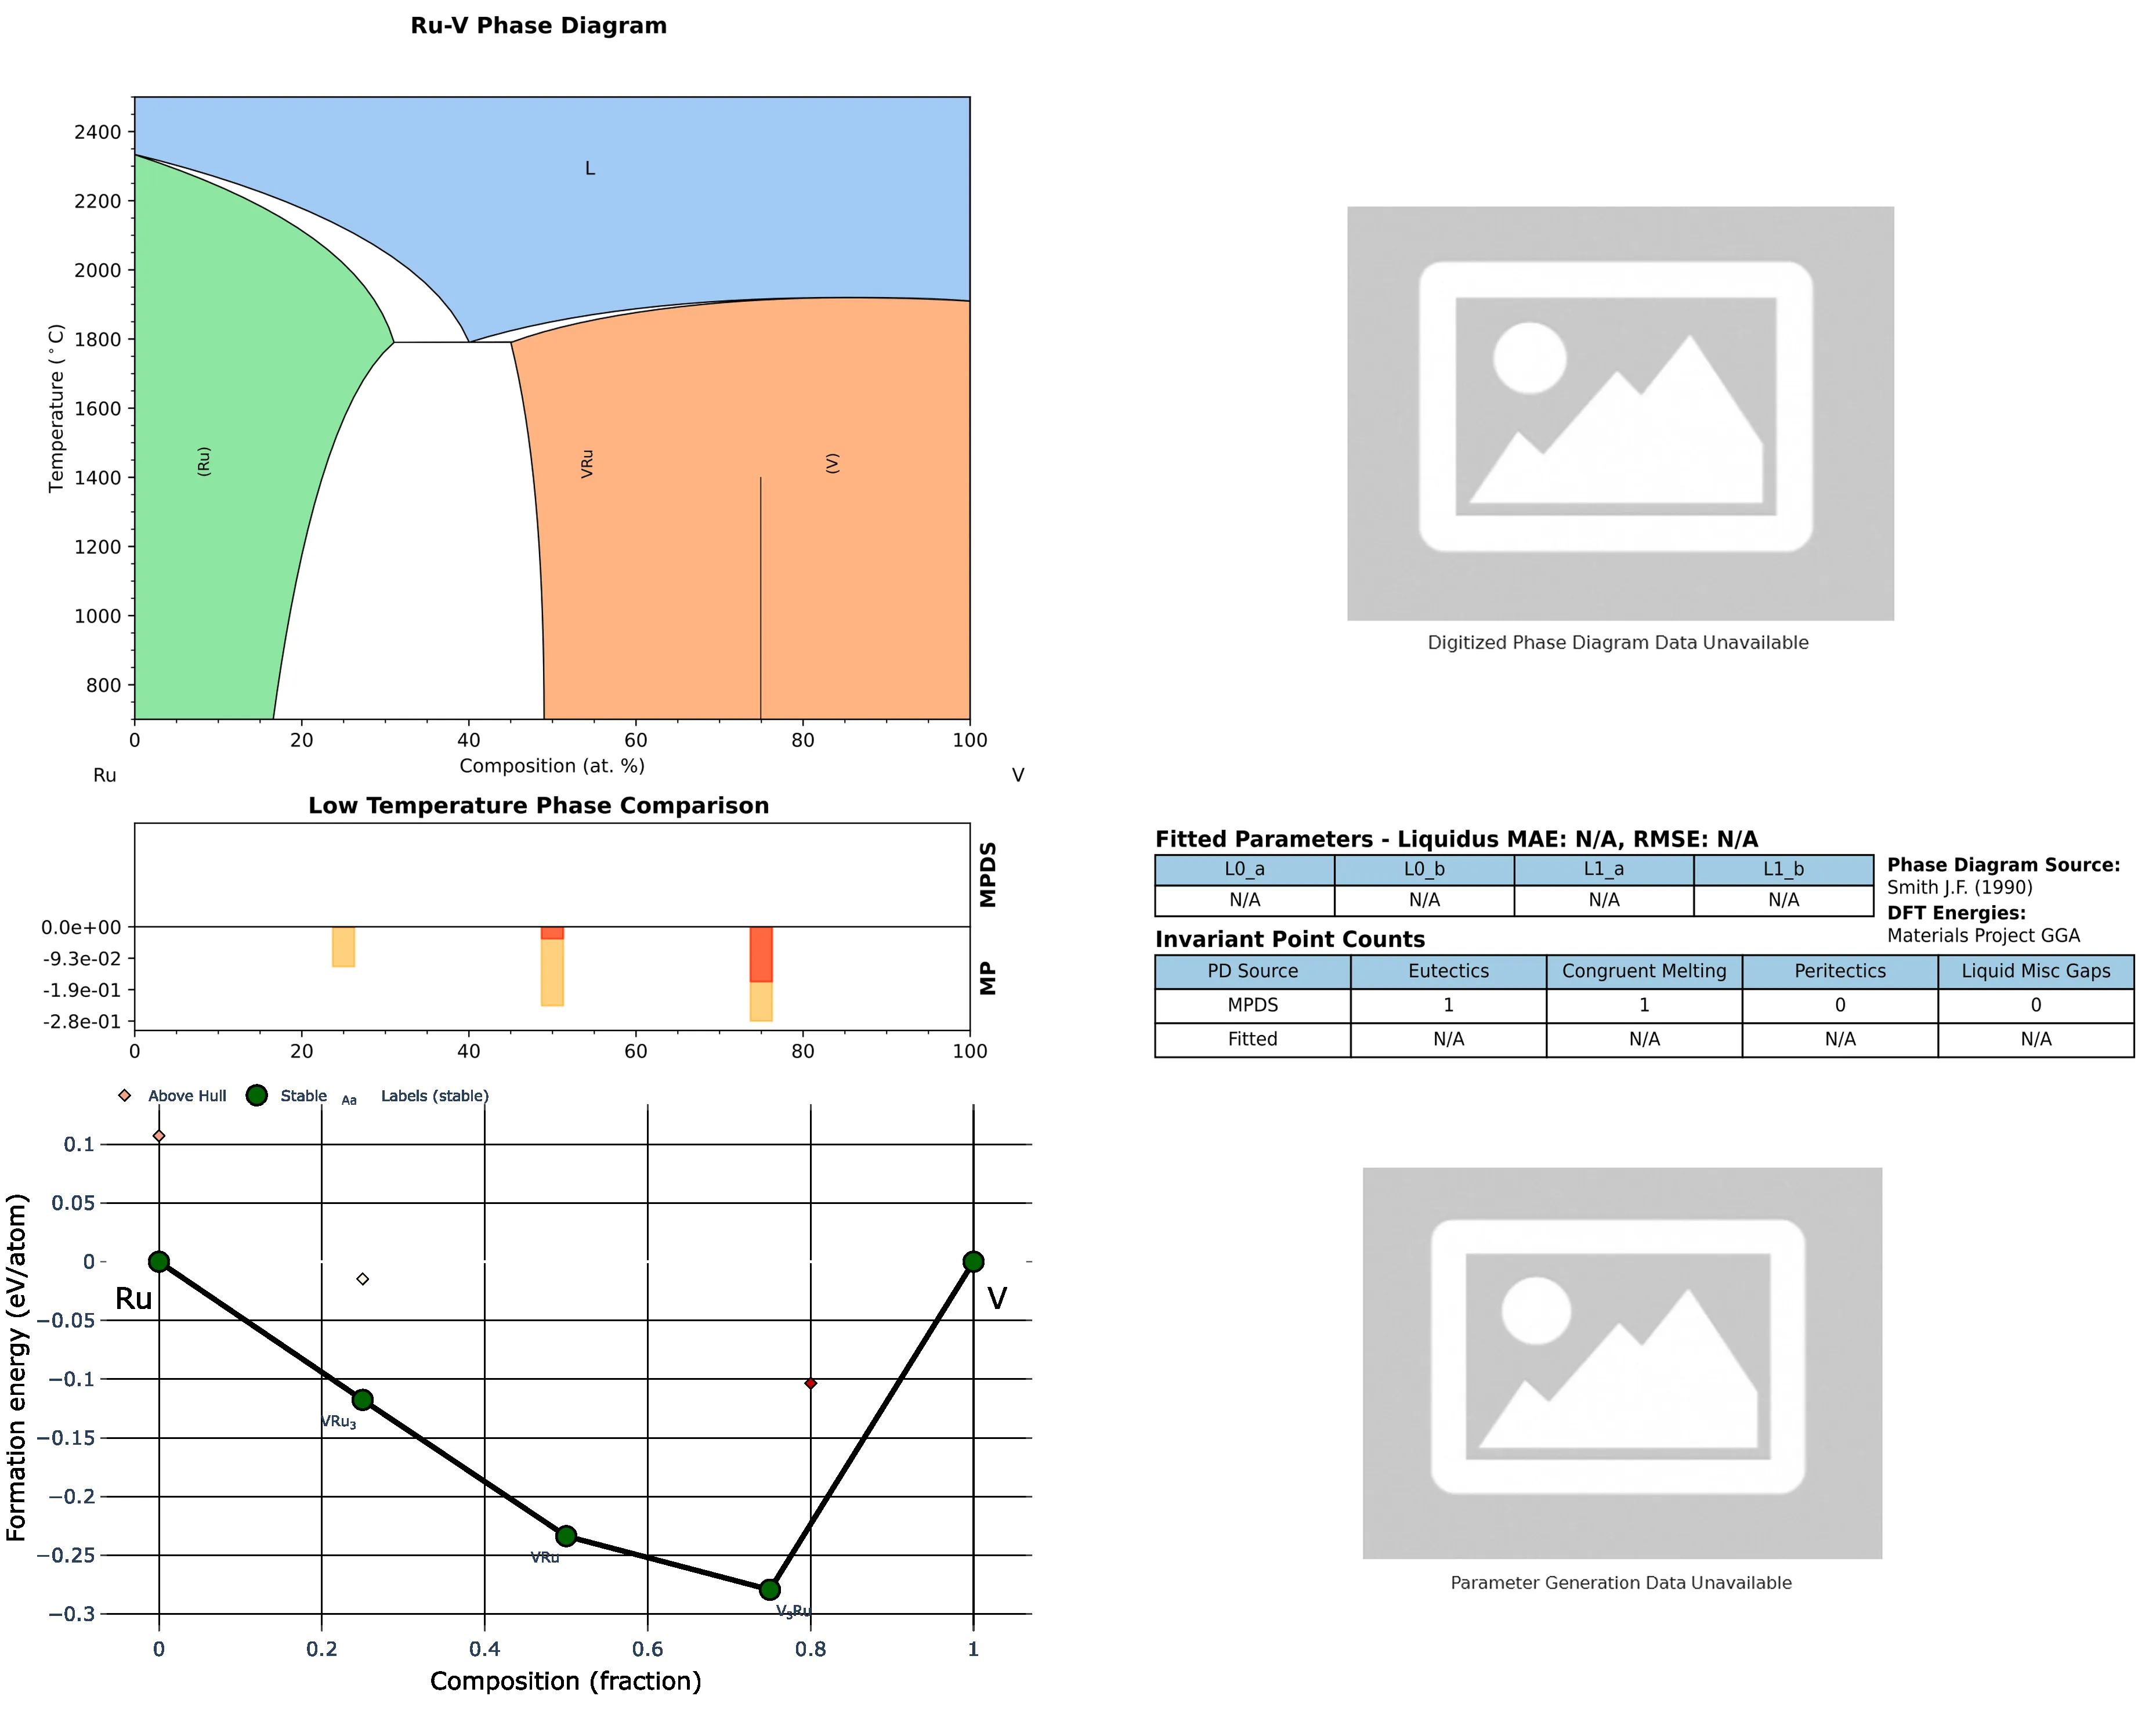 Ru-V Phase Diagram
2400
2200
2000
1800
1600
1400
1200
1000
800
Temperature (°C)
L
(Ru)
VRu
(V)
0 20 40 60 80 100
Composition (at. %)
Ru
V
Digitized Phase Diagram Data Unavailable
Low Temperature Phase Comparison
MPDS
MP
0.0e+00
-9.3e-02
-1.9e-01
-2.8e-01
0 20 40 60 80 100
Fitted Parameters - Liquidus MAE: N/A, RMSE: N/A
L0_a L0_b L1_a L1_b
N/A N/A N/A N/A
Phase Diagram Source:
Smith J.F. (1990)
DFT Energies:
Materials Project GGA
Invariant Point Counts
PD Source Eutectics Congruent Melting Peritectics Liquid Misc Gaps
MPDS 1 1 0 0
Fitted N/A N/A N/A N/A
Above Hull Stable Aa Labels (stable)
0.1
0.05
0
−0.05
−0.1
−0.15
−0.2
−0.25
−0.3
Formation energy (eV/atom)
Ru
V
VRu₃
VRu
V₃Ru
0 0.2 0.4 0.6 0.8 1
Composition (fraction)
Parameter Generation Data Unavailable